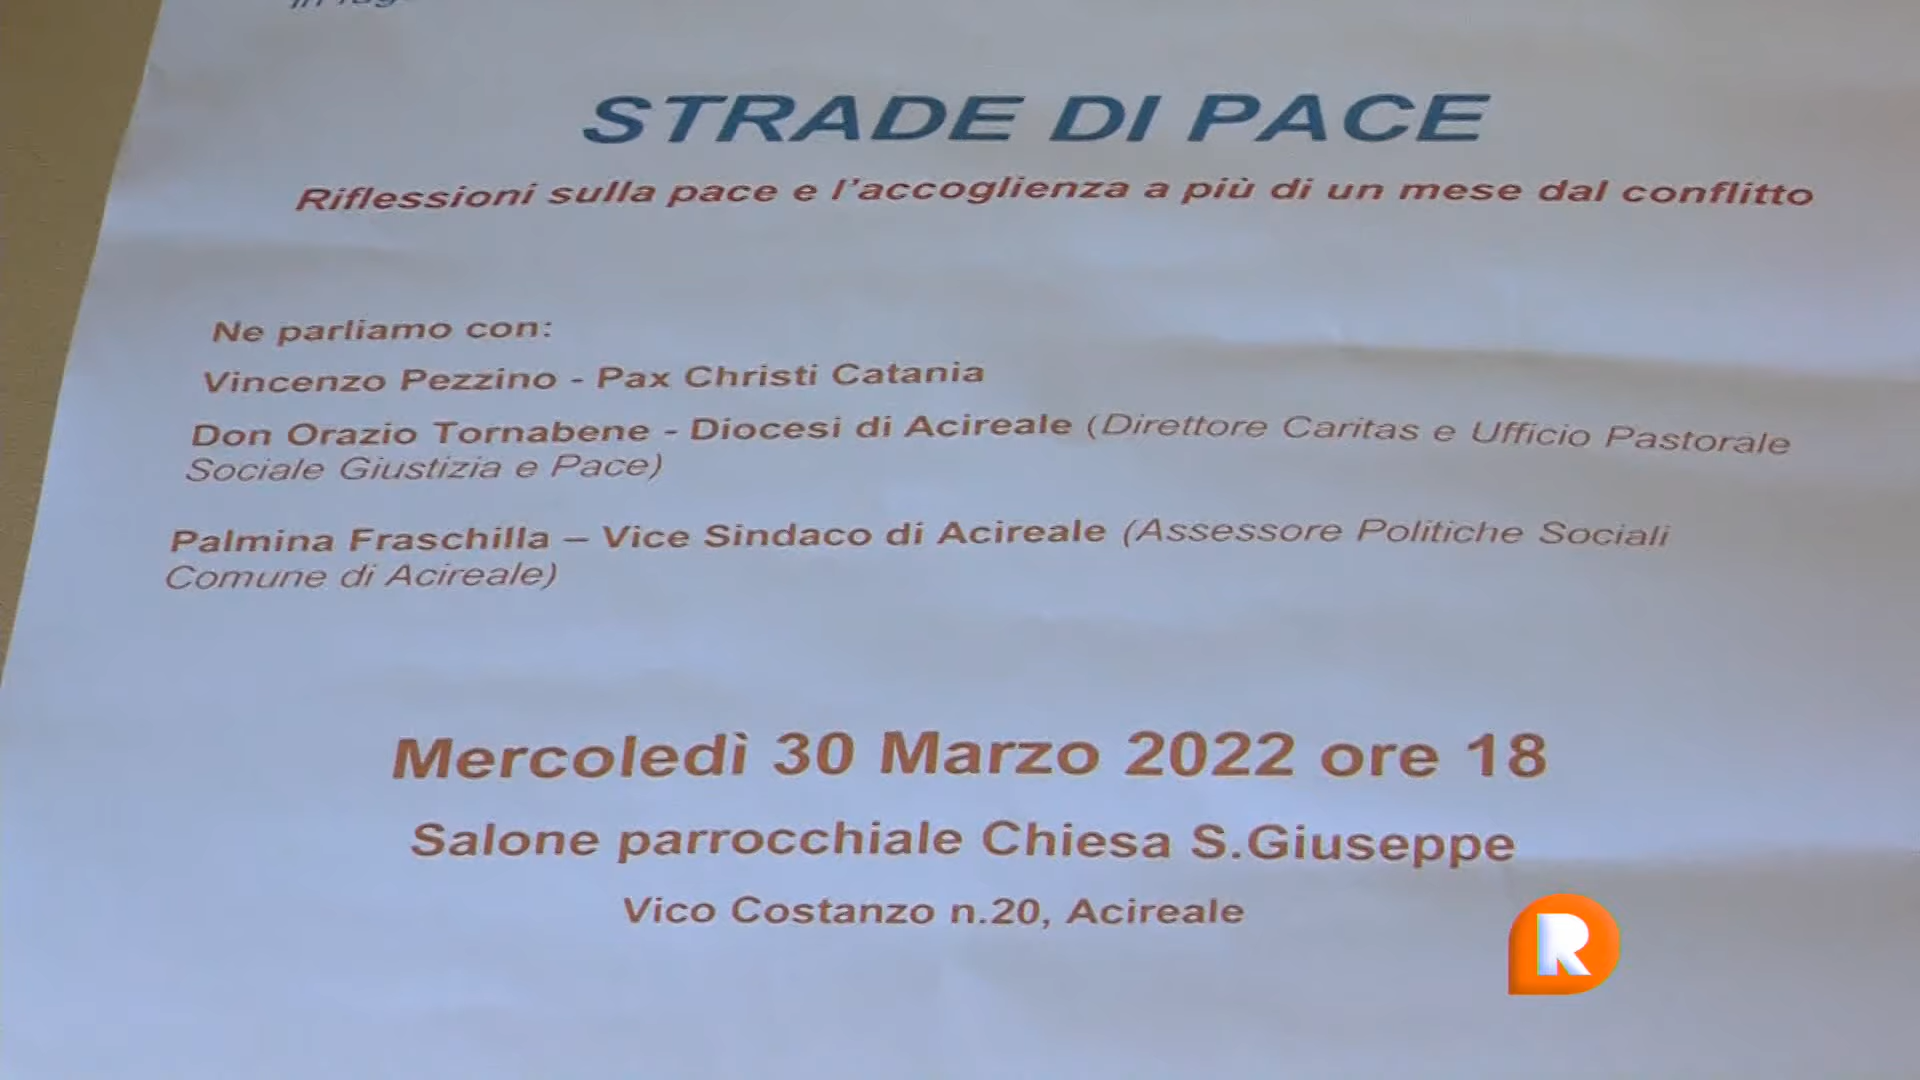 STRADE DI PACE
Riflessioni sulla pace e l'accoglienza a più di un mese dal conflitto
Ne parliamo con:
Vincenzo Pezzino - Pax Christi Catania
Don Orazio Tornabene - Diocesi di Acireale (Direttore Caritas e Ufficio Pastorale
Sociale Giustizia e Pace)
Palmina Fraschilla – Vice Sindaco di Acireale (Assessore Politiche Sociali
Comune di Acireale)
Mercoledì 30 Marzo 2022 ore 18
Salone parrocchiale Chiesa S.Giuseppe
Vico Costanzo n.20, Acireale
R